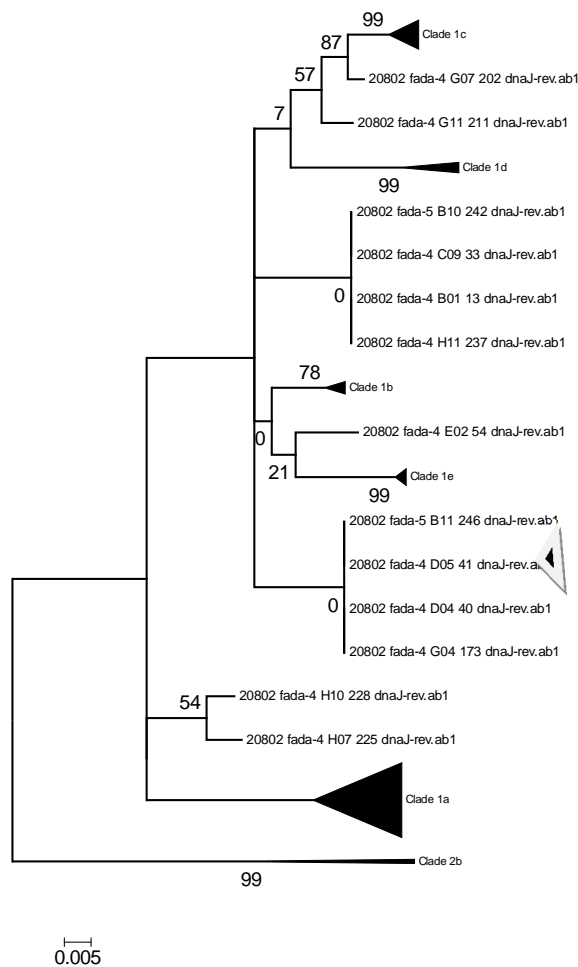 99
Clade 1c
87
20802 fada-4 G07 202 dnaJ-rev.ab1
57
20802 fada-4 G11 211 dnaJ-rev.ab1
7
Clade 1d
99
20802 fada-5 B10 242 dnaJ-rev.ab1
20802 fada-4 C09 33 dnaJ-rev.ab1
20802 fada-4 B01 13 dnaJ-rev.ab1
0
20802 fada-4 H11 237 dnaJ-rev.ab1
78
Clade 1b
20802 fada-4 E02 54 dnaJ-rev.ab1
0
21
Clade 1e
99
20802 fada-5 B11 246 dnaJ-rev.ab1
20802 fada-4 D05 41 dnaJ-rev.a
20802 fada-4 D04 40 dnaJ-rev.ab1
0
20802 fada-4 G04 173 dnaJ-rev.ab1
20802 fada-4 H10 228 dnaJ-rev.ab1
54
20802 fada-4 H07 225 dnaJ-rev.ab1
Clade 1a
Clade 2b
99
0.005